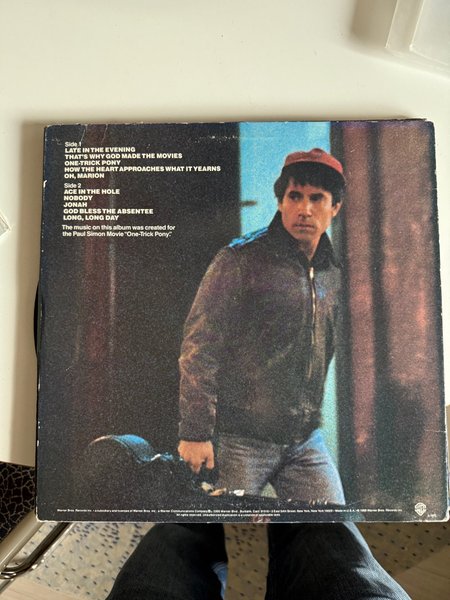 Side 1
LATE IN THE EVENING
THAT'S WHY GOD MADE THE MOVIES
ONE-TRICK PONY
HOW THE HEART APPROACHES WHAT IT YEARNS
OH, MARION
Side 2
ACE IN THE HOLE
NOBODY
JONAH
GOD BLESS THE ABSENTEE
LONG, LONG DAY
The music on this album was created for
the Paul Simon Movie "One-Trick Pony."